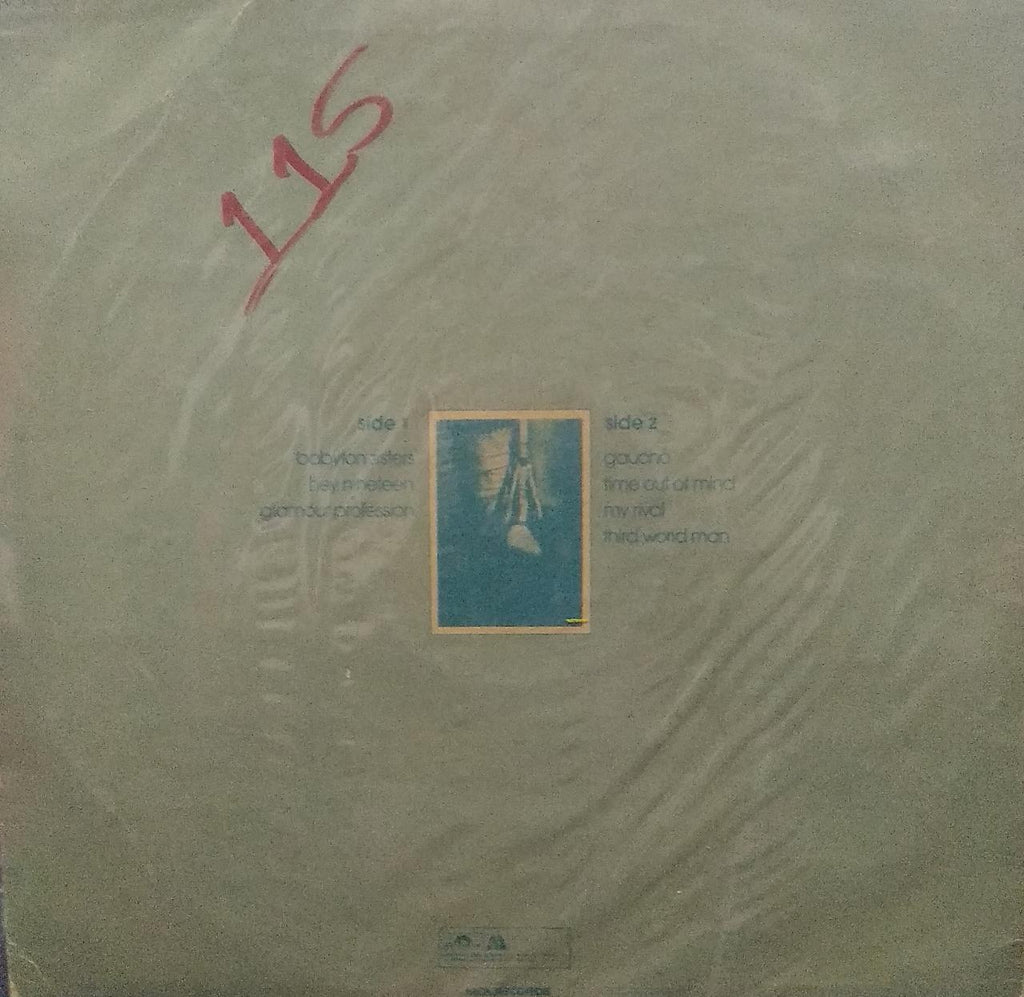 115
side 1
babylon sisters
hey nineteen
glamour profession
side 2
gaucho
time out of mind
my rival
third world man